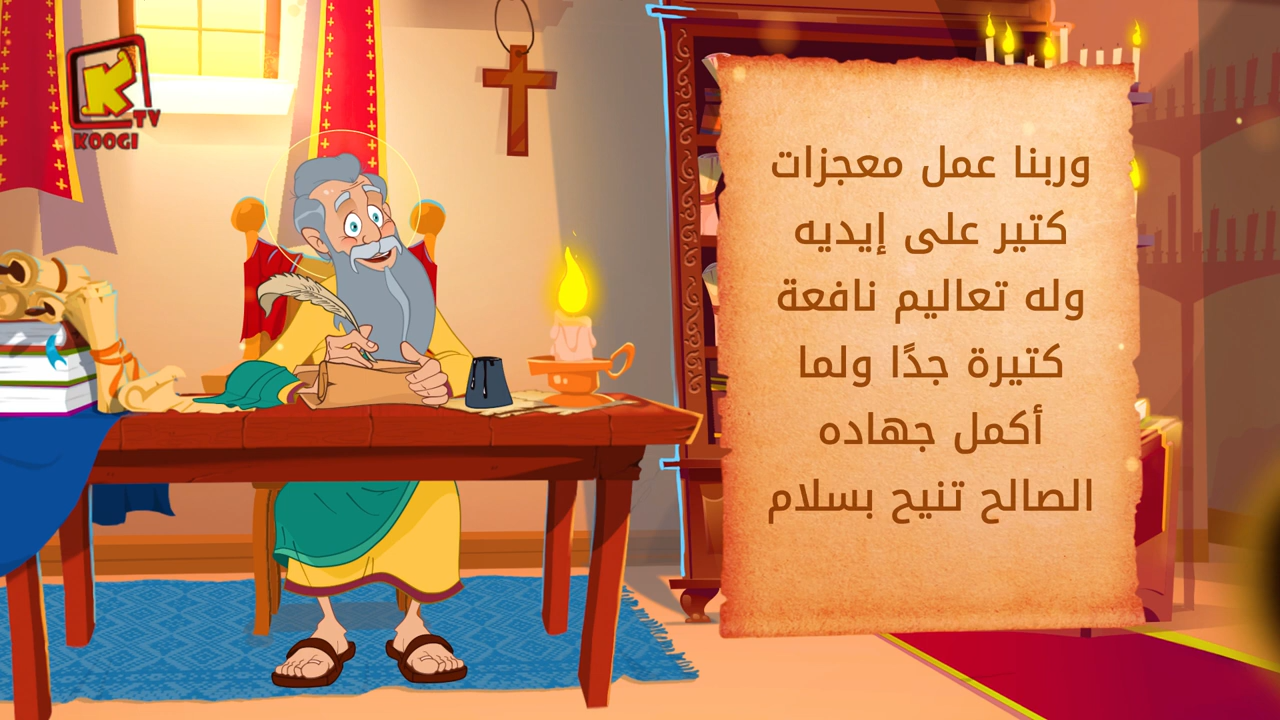 K
TV
KOOGI
وربنا عمل معجزات
كتير على إيديه
وله تعاليم نافعة
كتيرة جدًا ولما
أكمل جهاده
الصالح تنيح بسلام